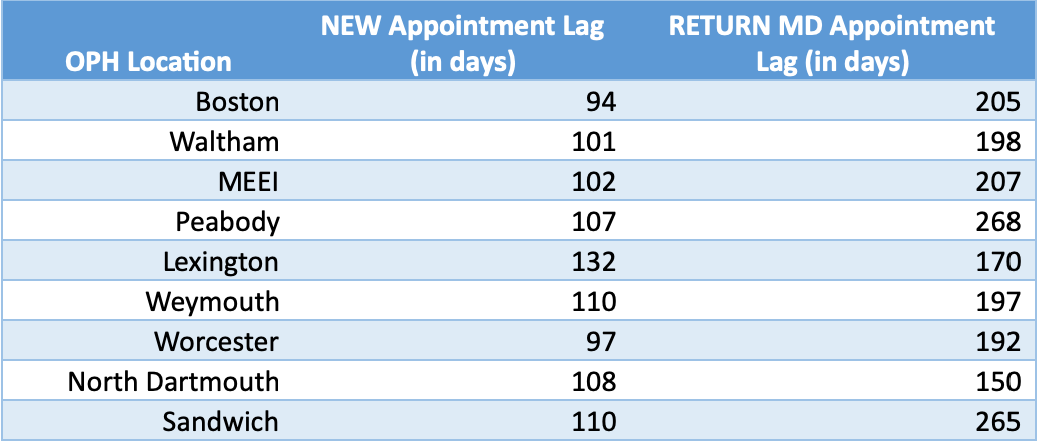 OPH Location NEW Appointment Lag (in days) RETURN MD Appointment Lag (in days)
Boston 94 205
Waltham 101 198
MEEI 102 207
Peabody 107 268
Lexington 132 170
Weymouth 110 197
Worcester 97 192
North Dartmouth 108 150
Sandwich 110 265